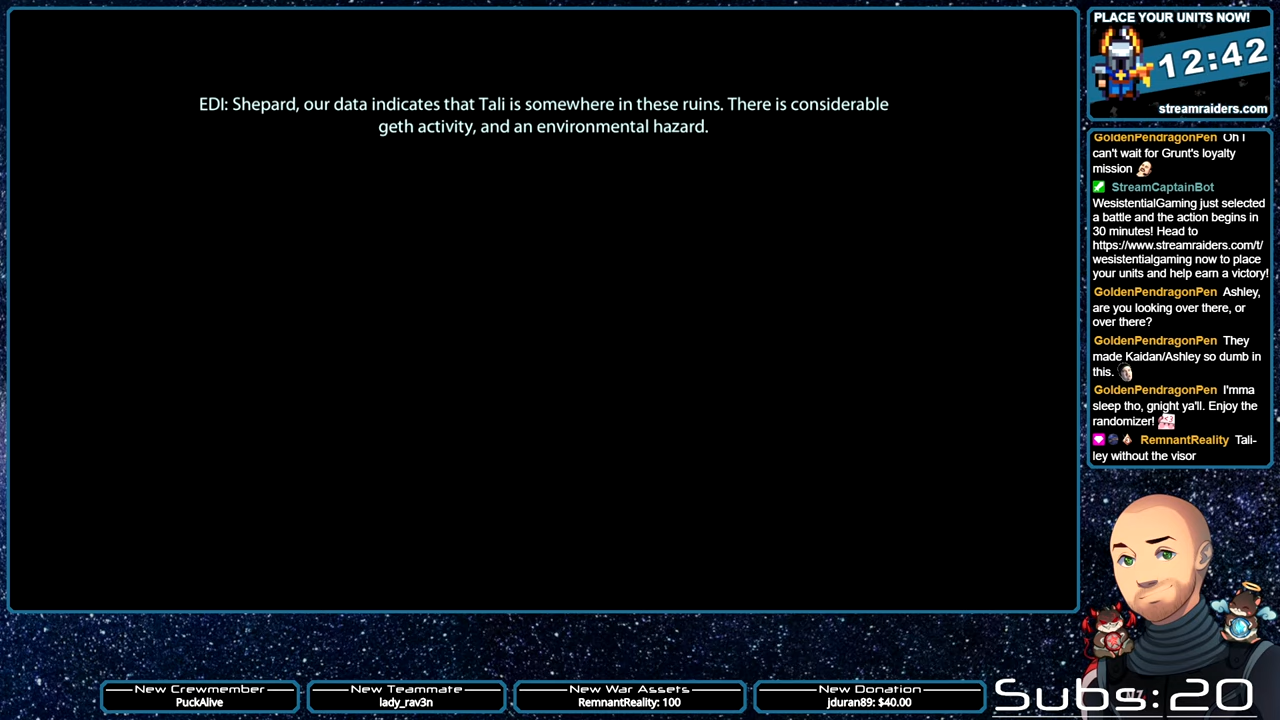 EDI: Shepard, our data indicates that Tali is somewhere in these ruins. There is considerable
geth activity, and an environmental hazard.
PLACE YOUR UNITS NOW!
12:42
streamraiders.com
GoldenPendragonPen Oh I
can't wait for Grunt's loyalty
mission
StreamCaptainBot
WesistentialGaming just selected
a battle and the action begins in
30 minutes! Head to
https://www.streamraiders.com/t/
wesistentialgaming now to place
your units and help earn a victory!
GoldenPendragonPen Ashley,
are you looking over there, or
over there?
GoldenPendragonPen They
made Kaidan/Ashley so dumb in
this.
GoldenPendragonPen I'mma
sleep tho, gnight ya'll. Enjoy the
randomizer!
RemnantReality Tali-
ley without the visor
New Crewmember
PuckAlive
New Teammate
lady_rav3n
New War Assets
RemnantReality: 100
New Donation
jduran89: $40.00
Subs: 20